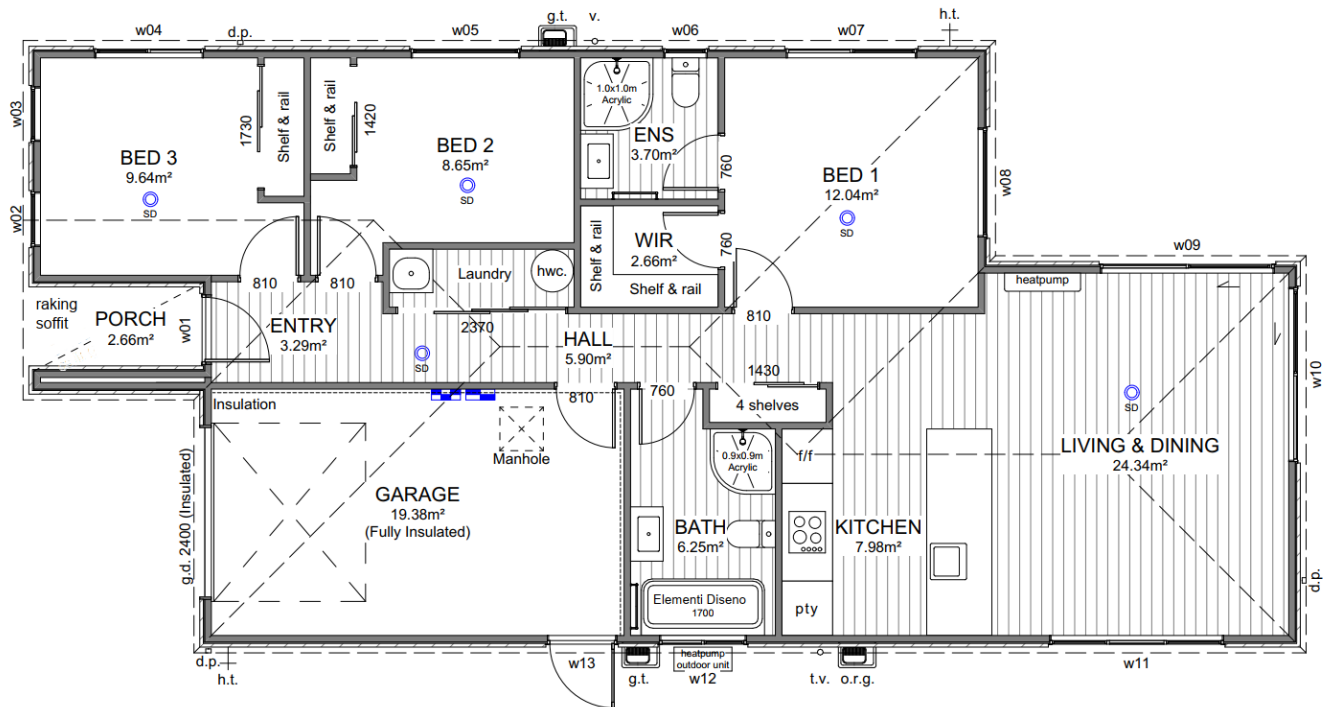 g.t.
v.
h.t.
w04
d.p.
w05
w06
w07
w03
1730
Shelf & rail
Shelf & rail
1420
1.0x1.0m
Acrylic
BED 3
9.64m²
SD
BED 2
8.65m²
SD
ENS
3.70m²
760
BED 1
12.04m²
SD
w08
w02
WIR
2.66m²
760
Shelf & rail
Shelf & rail
w09
Laundry
hwc.
heatpump
810
810
raking
soffit
PORCH
2.66m²
w01
ENTRY
3.29m²
2370
HALL
5.90m²
810
SD
1430
w10
SD
Insulation
810
760
4 shelves
Manhole
0.9x0.9m
Acrylic
f/f
LIVING & DINING
24.34m²
g.d. 2400 (Insulated)
GARAGE
19.38m²
(Fully Insulated)
BATH
6.25m²
KITCHEN
7.98m²
d.p.
Elementi Diseno
1700
pty
d.p.
h.t.
w13
g.t.
heatpump
outdoor unit
w12
t.v.
o.r.g.
w11